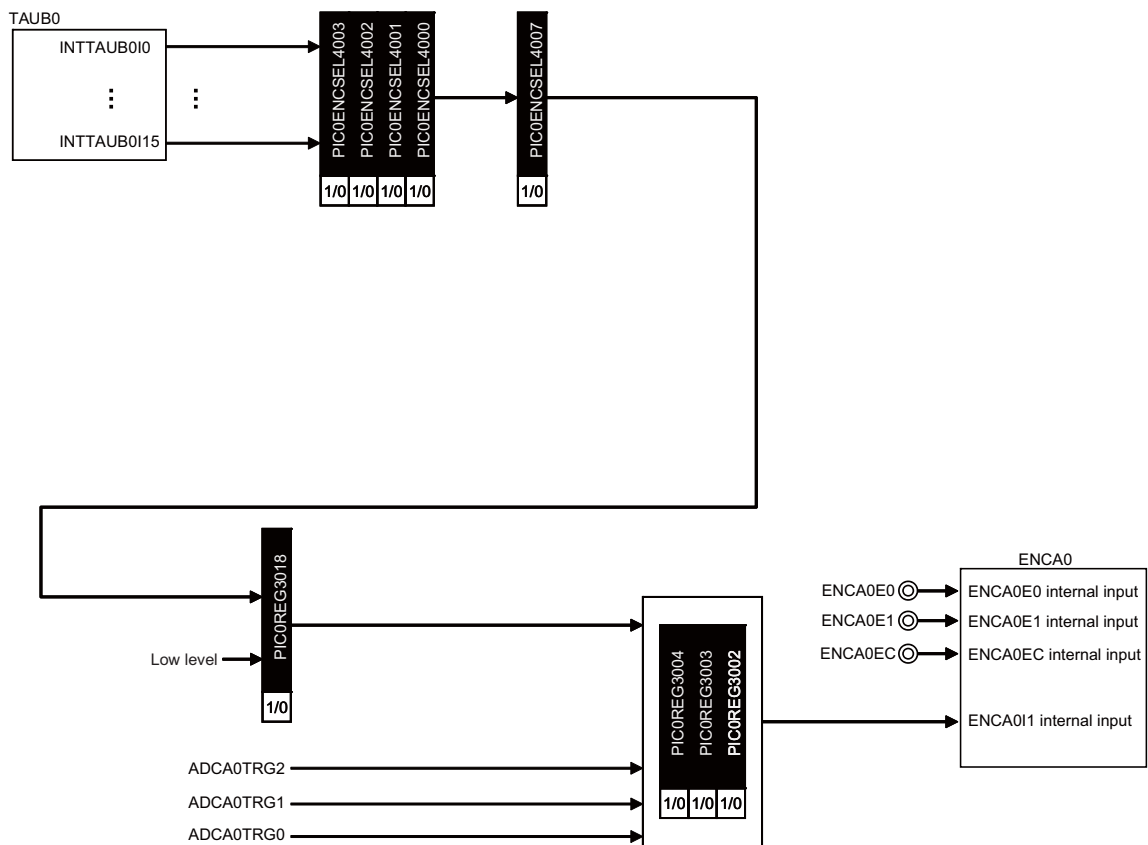 TAUB0
INTTAUB0I0
INTTAUB0I15
PIC0ENCSEL4003
PIC0ENCSEL4002
PIC0ENCSEL4001
PIC0ENCSEL4000
1/0 1/0 1/0 1/0
PIC0ENCSEL4007
1/0
PIC0REG3018
Low level
1/0
ADCA0TRG2
ADCA0TRG1
ADCA0TRG0
PIC0REG3004
PIC0REG3003
PIC0REG3002
1/0 1/0 1/0
ENCA0
ENCA0E0
ENCA0E0 internal input
ENCA0E1
ENCA0E1 internal input
ENCA0EC
ENCA0EC internal input
ENCA0I1 internal input